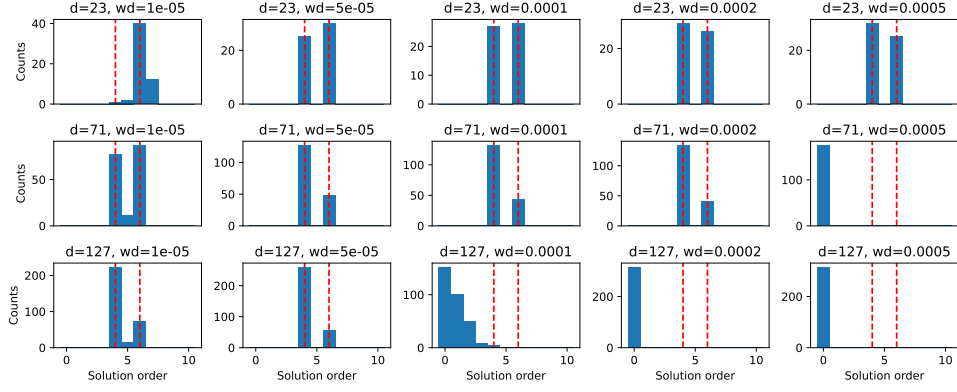 d=23, wd=1e-05
d=23, wd=5e-05
d=23, wd=0.0001
d=23, wd=0.0002
d=23, wd=0.0005
Counts
40
20
0
20
0
20
10
0
20
0
20
0
d=71, wd=1e-05
d=71, wd=5e-05
d=71, wd=0.0001
d=71, wd=0.0002
d=71, wd=0.0005
Counts
50
0
100
50
0
100
50
0
100
50
0
100
0
d=127, wd=1e-05
d=127, wd=5e-05
d=127, wd=0.0001
d=127, wd=0.0002
d=127, wd=0.0005
Counts
200
100
0
200
0
100
0
200
0
200
0
0 5 10
0 5 10
0 5 10
0 5 10
0 5 10
Solution order
Solution order
Solution order
Solution order
Solution order